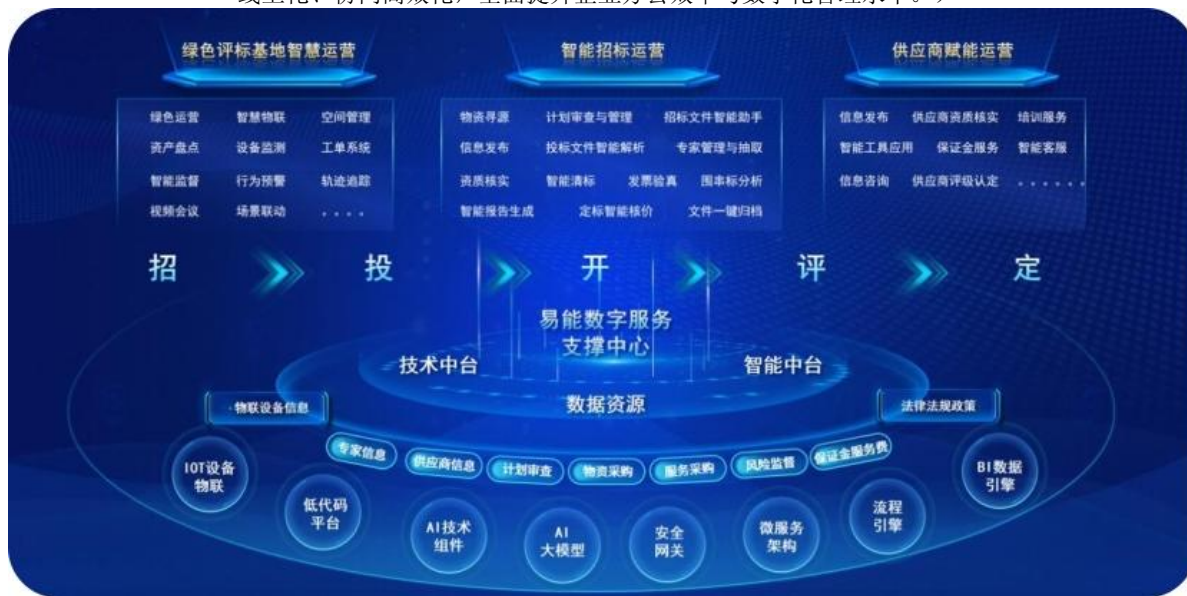 绿色评标基地智慧运营
智能招标运营
供应商赋能运营
绿色运营 智慧物联 空间管理
资产盘点 设备监测 工单系统
智能监督 行为预警 轨迹追踪
视频会议 场景联动 ....
物资寻源 计划审查与管理 招标文件智能助手
信息发布 投标文件智能解析 专家管理与抽取
资质核实 智能清标 发票验真 围串标分析
智能报告生成 定标智能核价 文件一键归档
信息发布 供应商资质核实 培训服务
智能工具应用 保证金服务 智能客服
信息咨询 供应商评级认定 ......
招 投 开 评 定
易能数字服务
支撑中心
技术中台
智能中台
数据资源
物联设备信息
法律法规政策
专家信息
供应商信息
计划审查
物资采购
服务采购
风险监督
保证金服务费
IOT设备
物联
低代码
平台
AI技术
组件
AI
大模型
安全
网关
微服务
架构
流程
引擎
BI数据
引擎